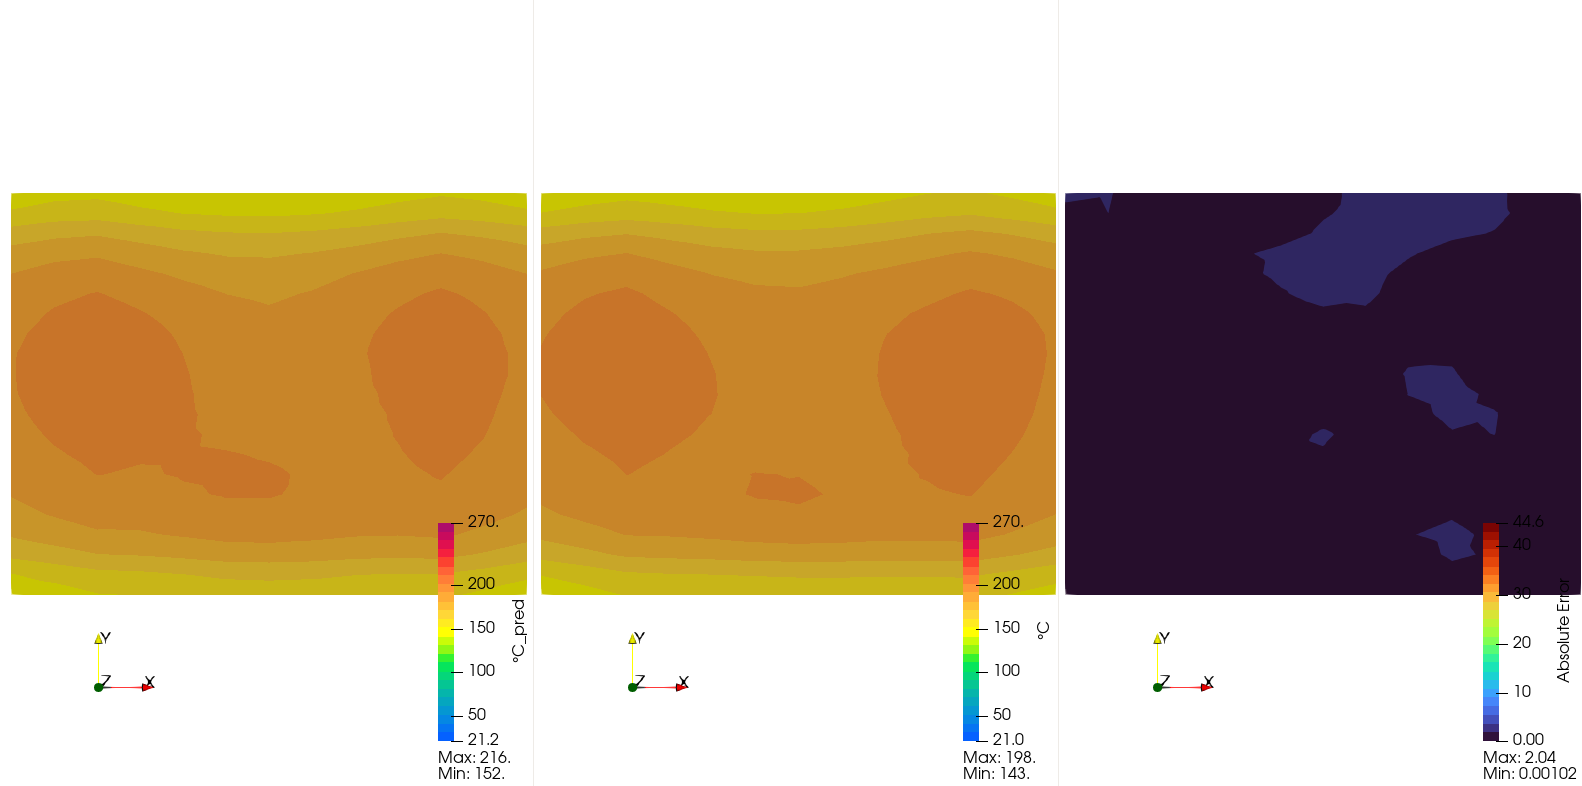 270.
200
150
100
50
21.2
°C_pred
Max: 216.
Min: 152.
Y
Z
X
270.
200
150
100
50
21.0
°C
Max: 198.
Min: 143.
Y
Z
X
44.6
40
30
20
10
0.00
Absolute Error
Max: 2.04
Min: 0.00102
Y
Z
X